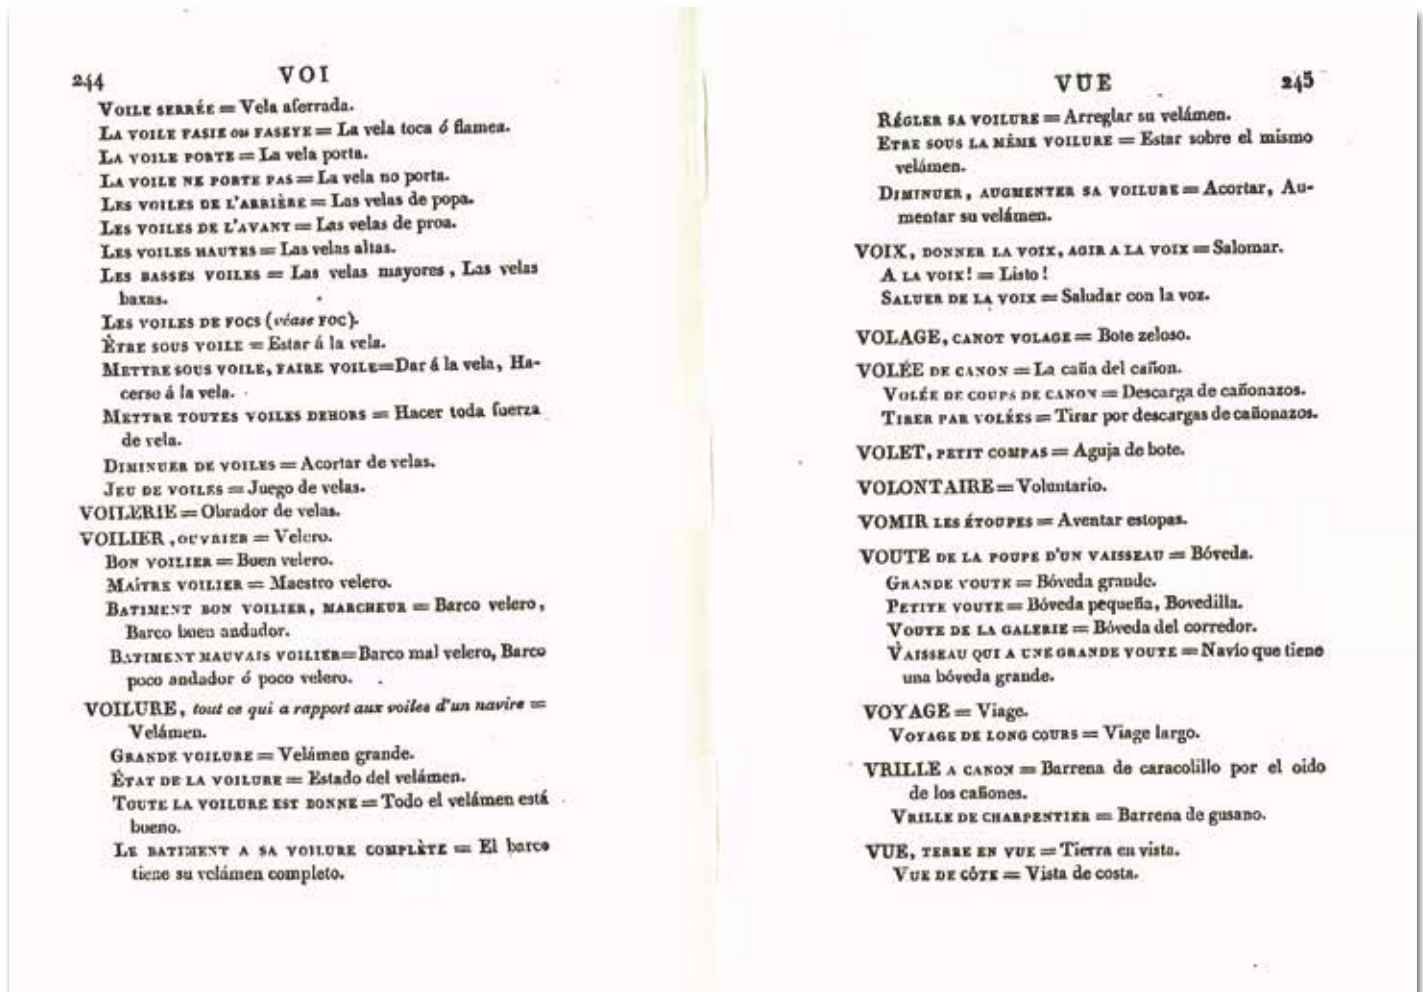 244
VOI
VOILE SERRÉE = Vela aferrada.
LA VOILE FASIE OU FASEYE = La vela toca ó flamea.
LA VOILE PORTE = La vela porta.
LA VOILE NE PORTE PAS = La vela no porta.
LES VOILES DE L'ARRIÈRE = Las velas de popa.
LES VOILES DE L'AVANT = Las velas de proa.
LES VOILES HAUTES = Las velas altas.
LES BASSES VOILES = Las velas mayores, Las velas
baxas.
LES VOILES DE FOCS (véase FOC).
ÈTRE SOUS VOILE = Estar á la vela.
METTRE SOUS VOILE, FAIRE VOILE = Dar á la vela, Ha-
cerse á la vela.
METTRE TOUTES VOILES DEHORS = Hacer toda fuerza
de vela.
DIMINUER DE VOILES = Acortar de velas.
JEU DE VOILES = Juego de velas.
VOILERIE = Obrador de velas.
VOILIER, OUVRIER = Velero.
BON VOILIER = Buen velero.
MAÎTRE VOILIER = Maestro velero.
BATIMENT BON VOILIER, MARCHEUR = Barco velero,
Barco buen andador.
BATIMENT MAUVAIS VOILIER = Barco mal velero, Barco
poco andador ó poco velero.
VOILURE, tout ce qui a rapport aux voiles d'un navire =
Velámen.
GRANDE VOILURE = Velámen grande.
ÉTAT DE LA VOILURE = Estado del velámen.
TOUTE LA VOILURE EST BONNE = Todo el velámen está
bueno.
LE BATIMENT A SA VOILURE COMPLÈTE = El barco
tiene su velámen completo.
VUE
245
RÉGLER SA VOILURE = Arreglar su velámen.
ETRE SOUS LA MÊME VOILURE = Estar sobre el mismo
velámen.
DIMINUER, AUGMENTER SA VOILURE = Acortar, Au-
mentar su velámen.
VOIX, DONNER LA VOIX, AGIR A LA VOIX = Salomar.
A LA VOIX! = Listo!
SALUER DE LA VOIX = Saludar con la voz.
VOLAGE, CANOT VOLAGE = Bote zeloso.
VOLÉE DE CANON = La caña del cañon.
VOLÉE DE COUPS DE CANON = Descarga de cañonazos.
TIRER PAR VOLÉES = Tirar por descargas de cañonazos.
VOLET, PETIT COMPAS = Aguja de bote.
VOLONTAIRE = Voluntario.
VOMIR LES ÉTOUPES = Aventar estopas.
VOUTE DE LA POUPE D'UN VAISSEAU = Bóveda.
GRANDE VOUTE = Bóveda grande.
PETITE VOUTE = Bóveda pequeña, Bovedilla.
VOUTE DE LA GALERIE = Bóveda del corredor.
VAISSEAU QUI A UNE GRANDE VOUTE = Navío que tiene
una bóveda grande.
VOYAGE = Viage.
VOYAGE DE LONG COURS = Viage largo.
VRILLE A CANON = Barrena de caracolillo por el oido
de los cañones.
VRILLE DE CHARPENTIER = Barrena de gusano.
VUE, TERRE EN VUE = Tierra en vista.
VUE DE CÔTE = Vista de costa.